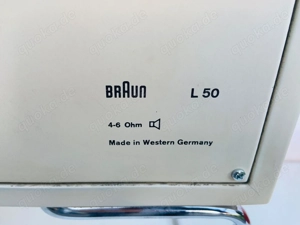 BRAUN L 50
4-6 Ohm
Made in Western Germany